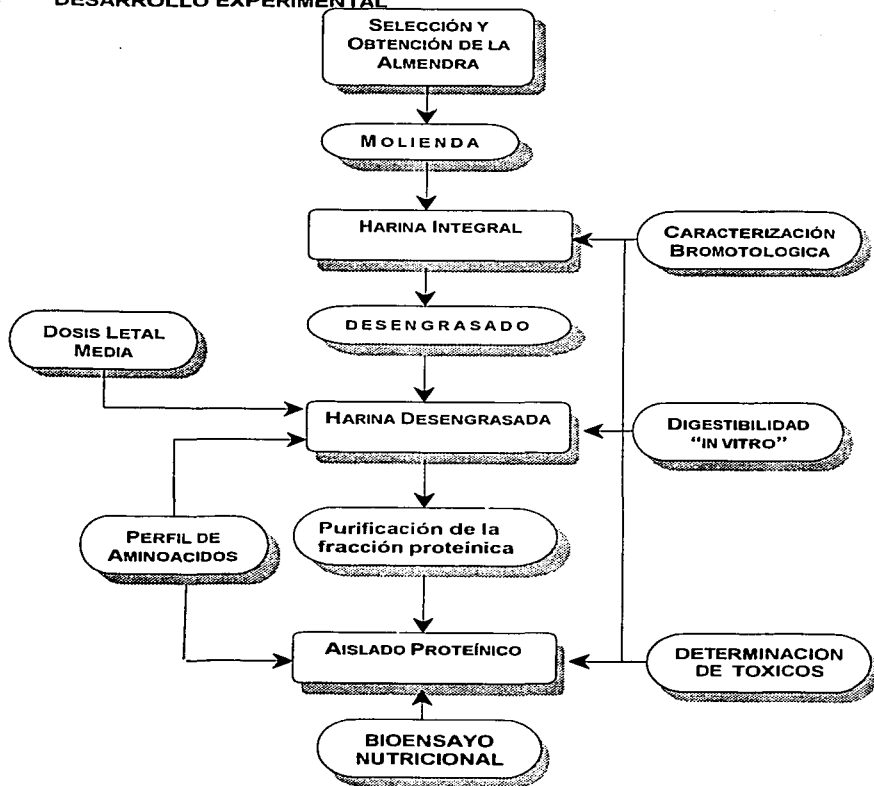 DESARROLLO EXPERIMENTAL
SELECCIÓN Y
OBTENCIÓN DE LA
ALMENDRA
MOLIENDA
HARINA INTEGRAL
CARACTERIZACIÓN
BROMOTOLOGICA
DESENGRASADO
DOSIS LETAL
MEDIA
HARINA DESENGRASADA
DIGESTIBILIDAD
"IN VITRO"
PERFIL DE
AMINOACIDOS
Purificación de la
fracción proteínica
AISLADO PROTEÍNICO
DETERMINACION
DE TOXICOS
BIOENSAYO
NUTRICIONAL